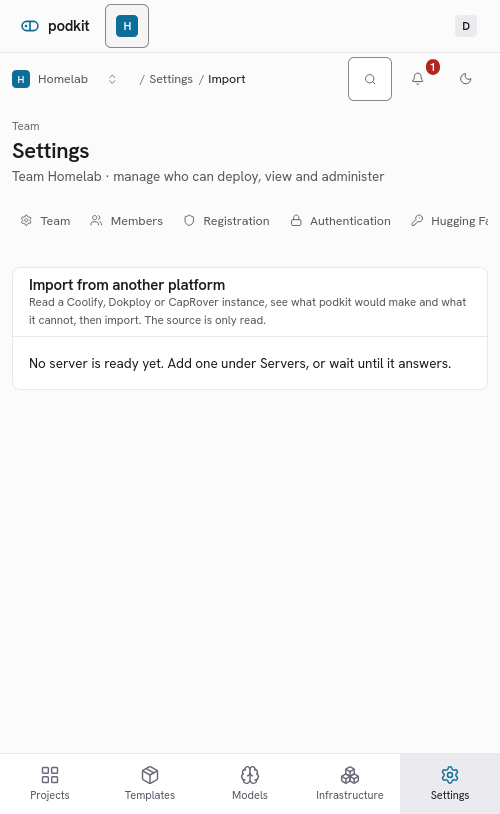 podkit
H
D
H Homelab / Settings / Import
1
Team
Settings
Team Homelab · manage who can deploy, view and administer
Team Members Registration Authentication Hugging Fa
Import from another platform
Read a Coolify, Dokploy or CapRover instance, see what podkit would make and what
it cannot, then import. The source is only read.
No server is ready yet. Add one under Servers, or wait until it answers.
Projects Templates Models Infrastructure Settings